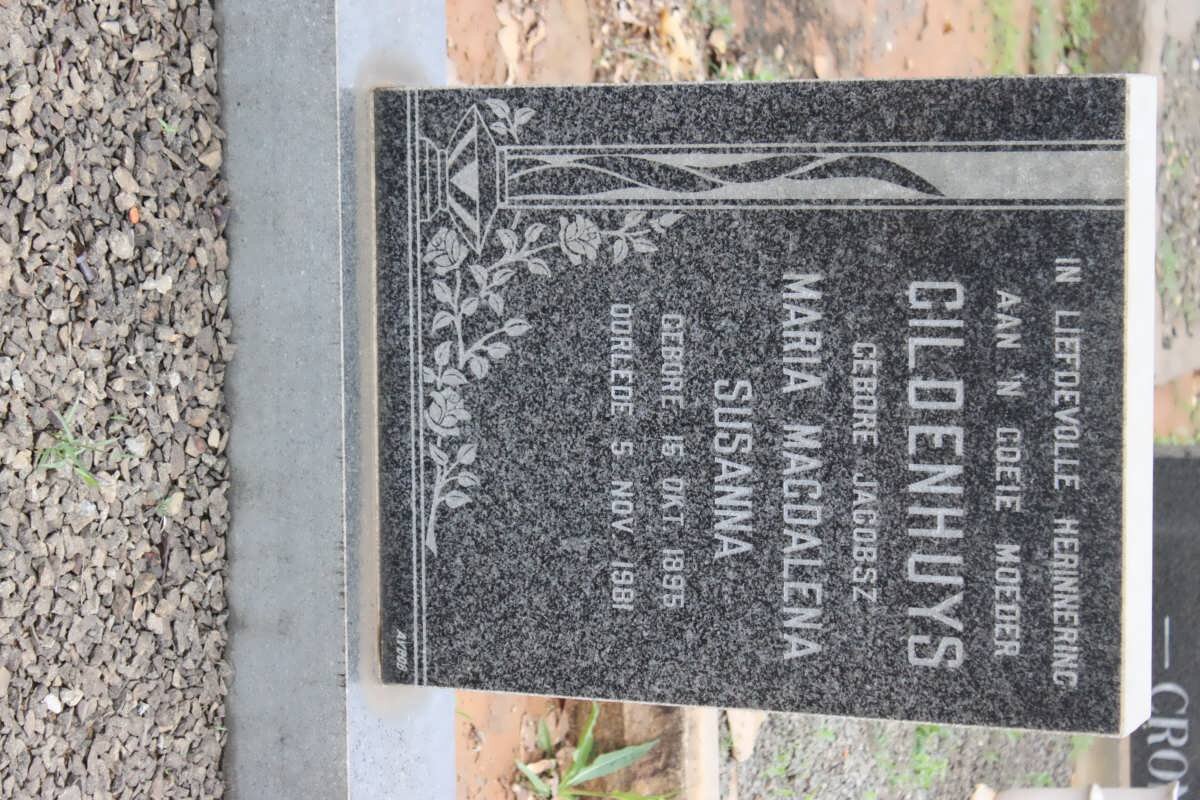 IN LIEFDEVOLLE HERINNERING
AAN N GOEIE MOEDER
GILDENHUYS
GEBORE JACOBSZ
MARIA MAGDALENA
SUSANNA
GEBORE 15 OKT 1895
OORLEDE 5 NOV. 1981
AVBOB